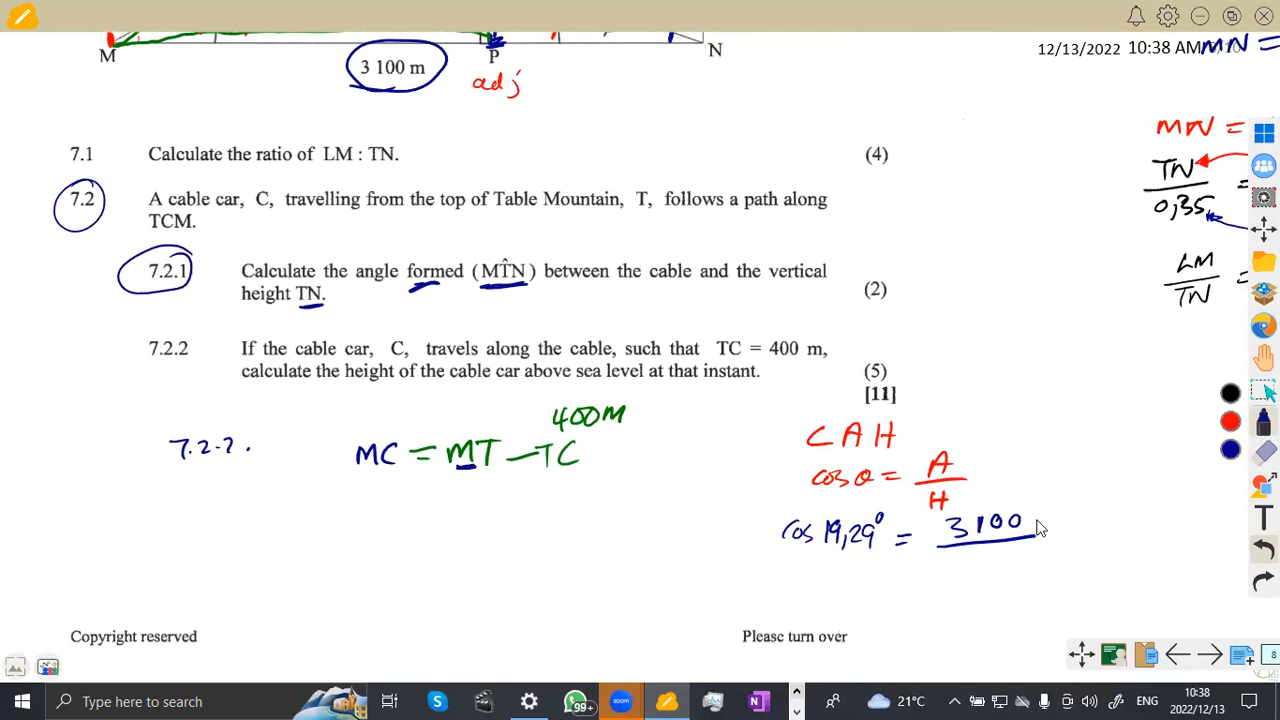 12/13/2022 10:38 AM
MN =
M
P
N
3 100 m
adj
MN =
7.1 Calculate the ratio of LM : TN. (4)
TN
0,35
=
7.2 A cable car, C, travelling from the top of Table Mountain, T, follows a path along
TCM.
7.2.1 Calculate the angle formed (MT̂N) between the cable and the vertical
height TN. (2)
LM
TN
=
7.2.2 If the cable car, C, travels along the cable, such that TC = 400 m,
calculate the height of the cable car above sea level at that instant. (5)
[11]
400M
7.2.2. MC = MT – TC
CAH
cos θ = A
H
cos 19,29° = 3100
Copyright reserved Please turn over
T
8
Type here to search
zoom
99+
N
21°C
ENG
10:38
2022/12/13